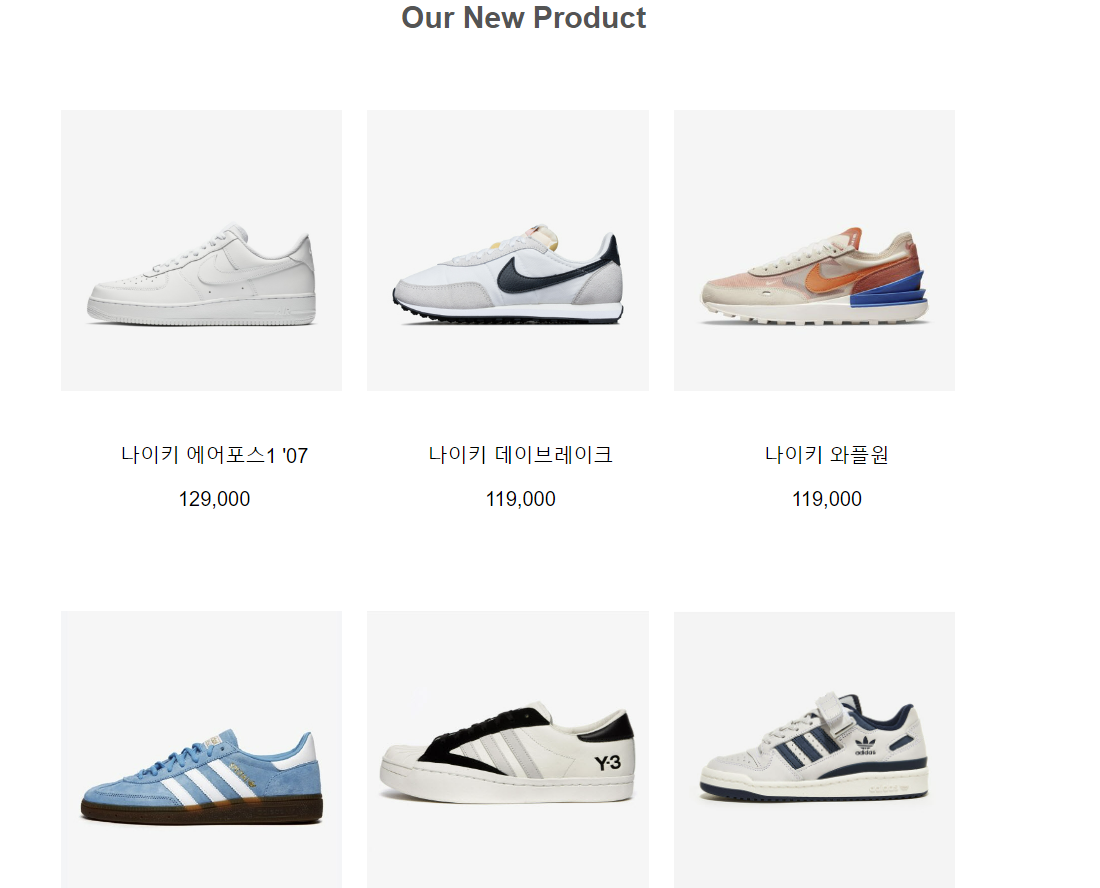 Our New Product
나이키 에어포스1 '07
나이키 데이브레이크
나이키 와플원
129,000
119,000
119,000
Y-3
adidas